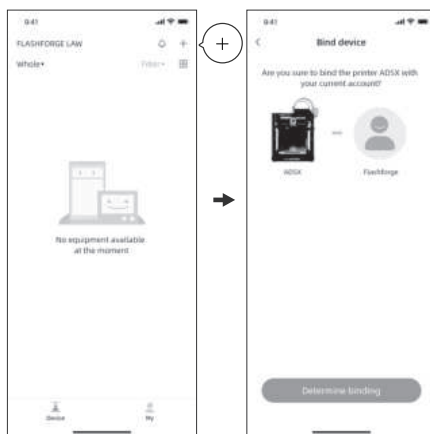 9:41
FLASHFORGE LAW
+
Whole▾
Filter▾
No equipment available
at the moment
Device
My
+
9:41
Bind device
Are you sure to bind the printer AD5X with
your current account?
AD5X
Flashforge
Determine binding